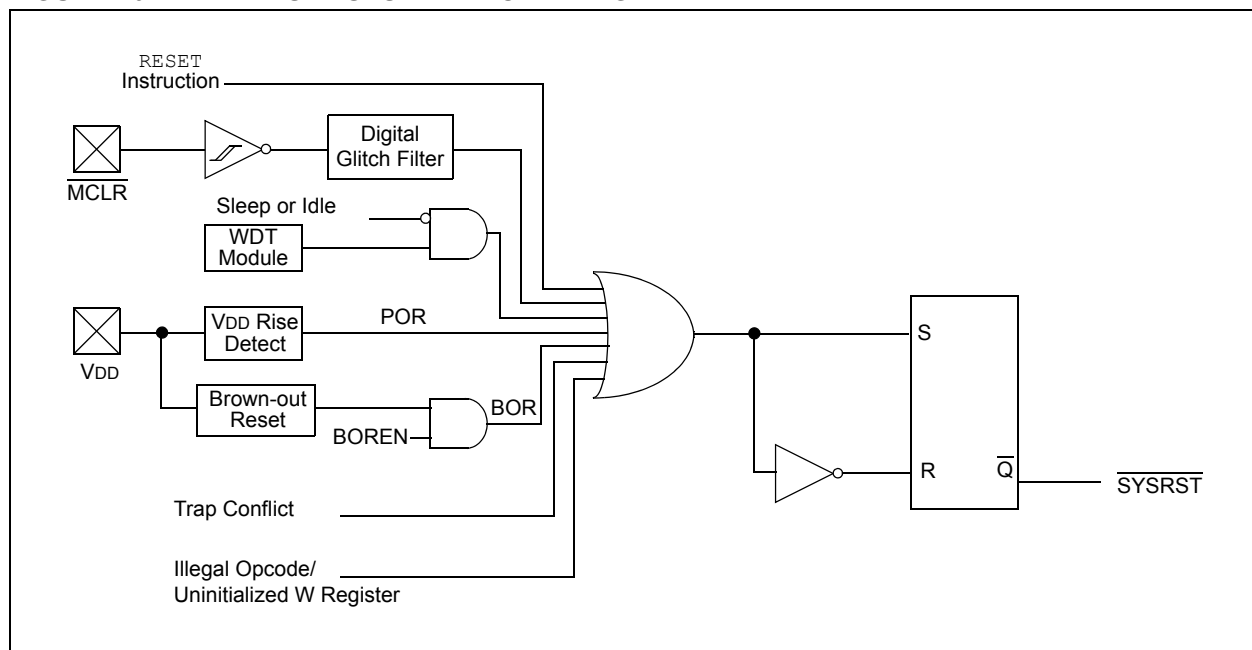 RESET
Instruction
Digital
Glitch Filter
MCLR
Sleep or Idle
WDT
Module
VDD Rise
Detect
POR
VDD
Brown-out
Reset
BOR
BOREN
S
R
Q
SYSRST
Trap Conflict
Illegal Opcode/
Uninitialized W Register